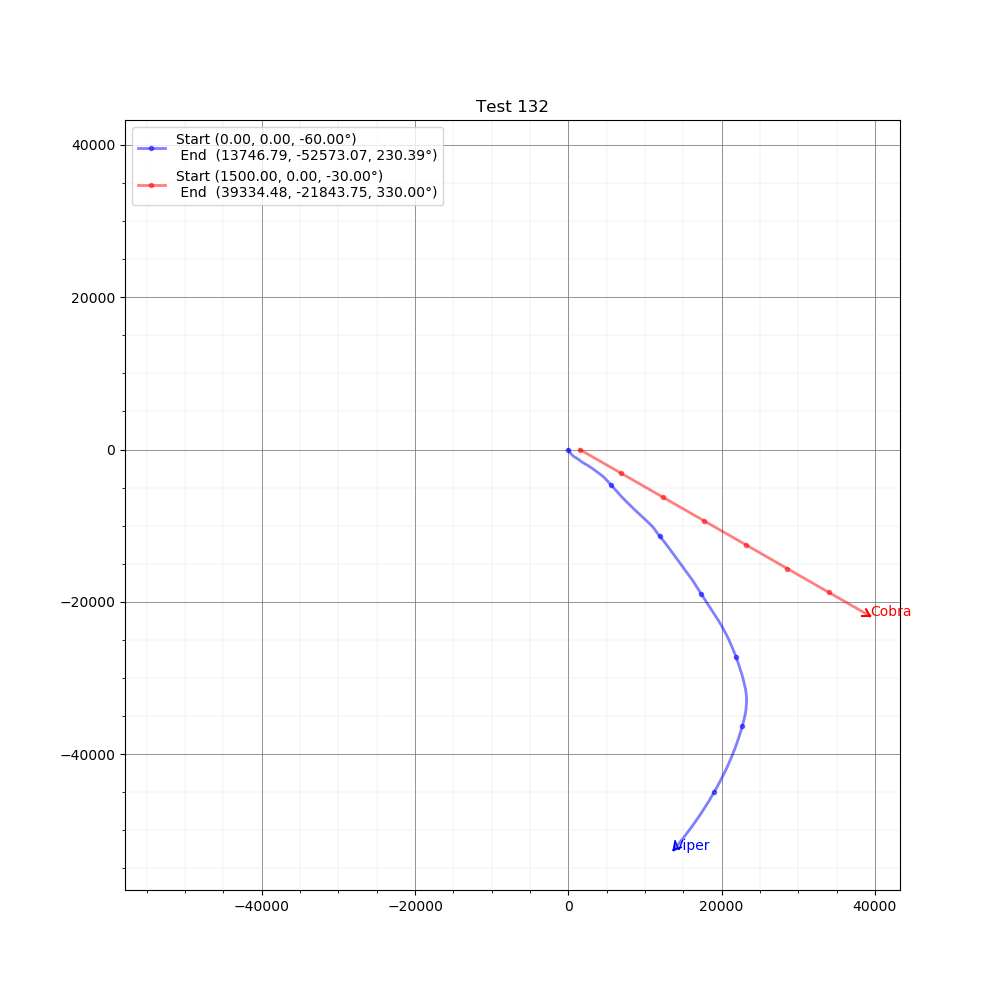 Test 132
Start (0.00, 0.00, -60.00°)
End  (13746.79, -52573.07, 230.39°)
Start (1500.00, 0.00, -30.00°)
End  (39334.48, -21843.75, 330.00°)
40000
20000
0
−20000
−40000
Cobra
Viper
−40000
−20000
0
20000
40000